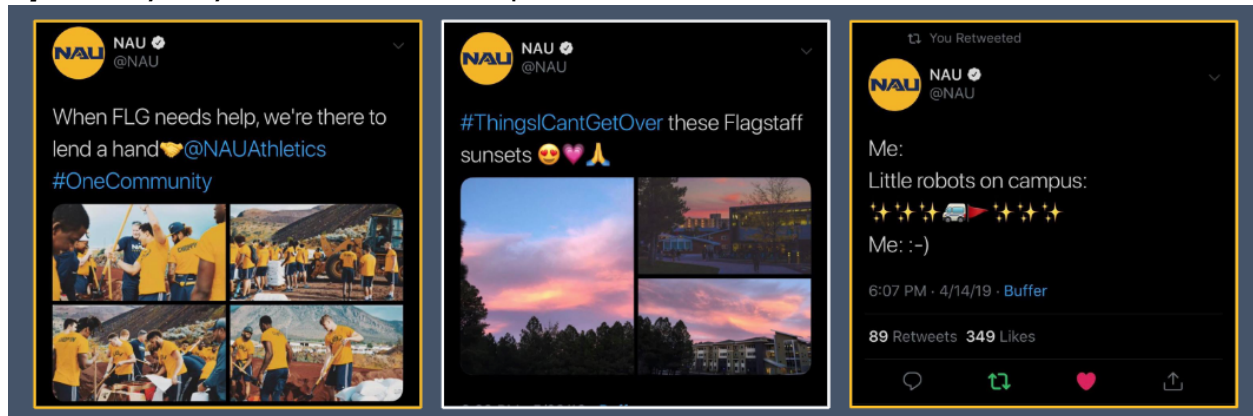 NAU
NAU
@NAU
When FLG needs help, we're there to
lend a hand🤝@NAUAthletics
#OneCommunity
NAU
NAU
@NAU
#ThingsICantGetOver these Flagstaff
sunsets 😍💗🙏
You Retweeted
NAU
NAU
@NAU
Me:
Little robots on campus:
✨✨✨🚐🚩✨✨✨
Me: :-)
6:07 PM · 4/14/19 · Buffer
89 Retweets 349 Likes